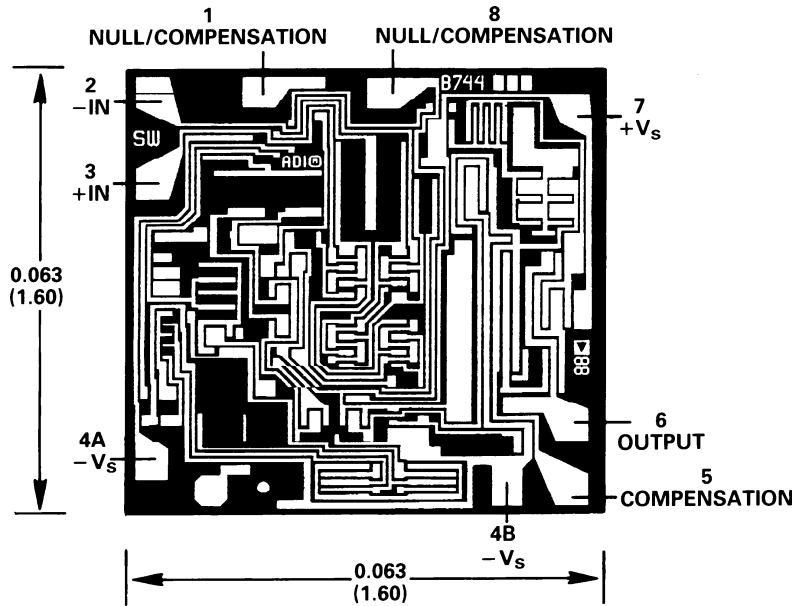 1
NULL/COMPENSATION
8
NULL/COMPENSATION
2
−IN
B744
7
+VS
SW
ADI
3
+IN
0.063
(1.60)
88
4A
−VS
6
OUTPUT
5
COMPENSATION
4B
−VS
0.063
(1.60)